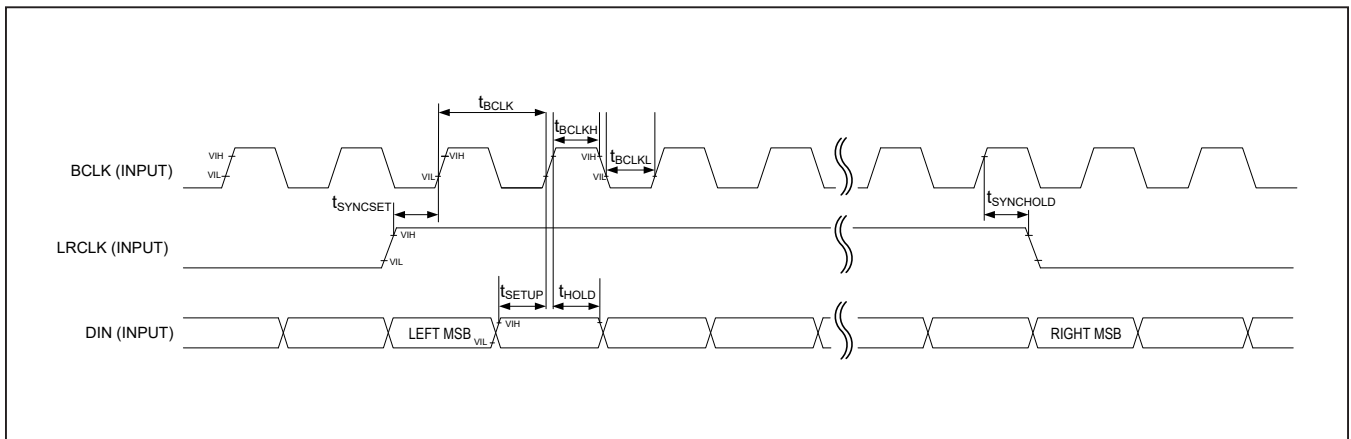 tBCLK
tBCLKH
VIH
VIH
VIH
BCLK (INPUT)
VIL
VIL
VIL
tBCLKL
tSYNCSET
tSYNCHOLD
VIH
LRCLK (INPUT)
VIL
tSETUP
tHOLD
VIH
DIN (INPUT)
LEFT MSB
VIL
RIGHT MSB